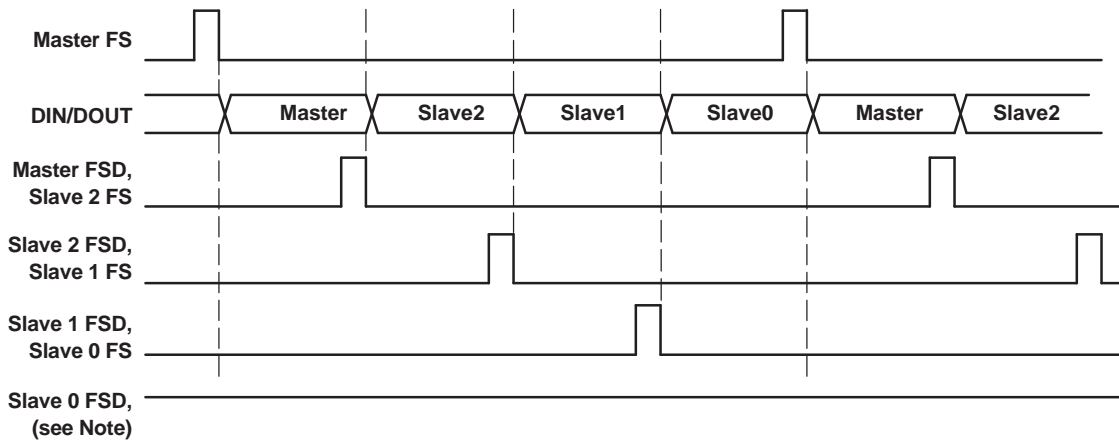 Master FS
DIN/DOUT
Master
Slave2
Slave1
Slave0
Master
Slave2
Master FSD,
Slave 2 FS
Slave 2 FSD,
Slave 1 FS
Slave 1 FSD,
Slave 0 FS
Slave 0 FSD,
(see Note)